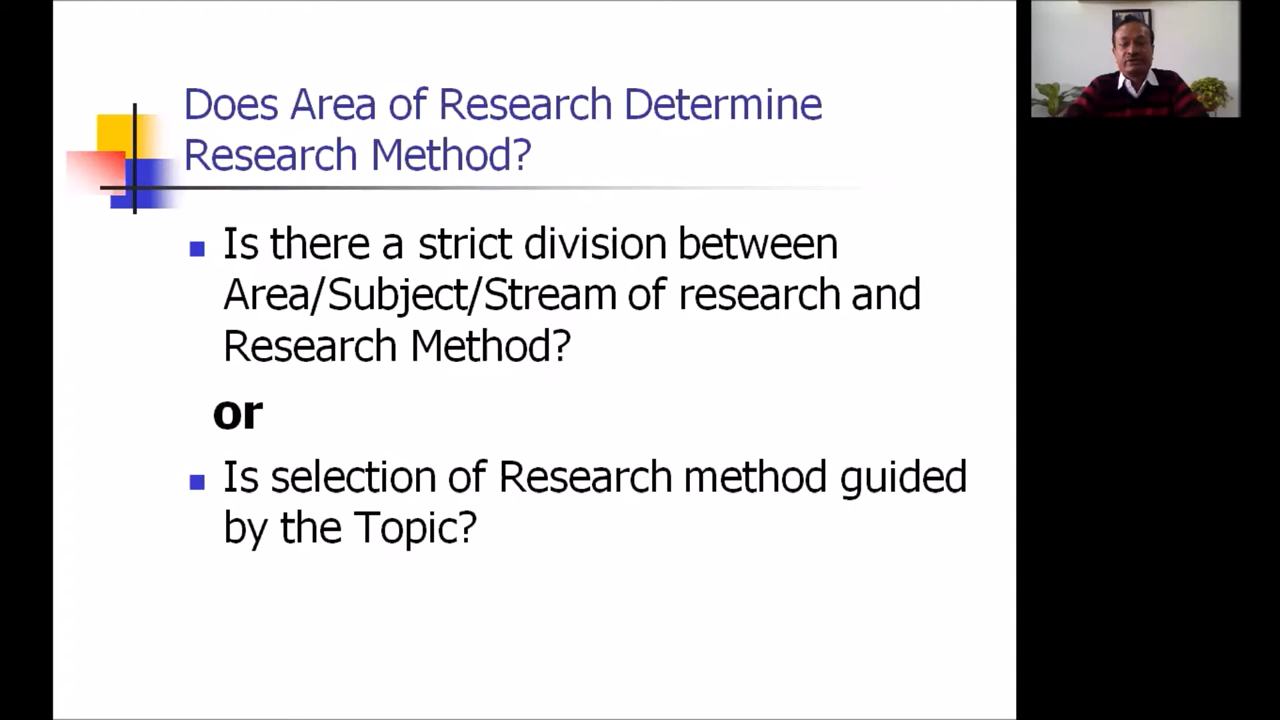 Does Area of Research Determine
Research Method?
Is there a strict division between
Area/Subject/Stream of research and
Research Method?
or
Is selection of Research method guided
by the Topic?